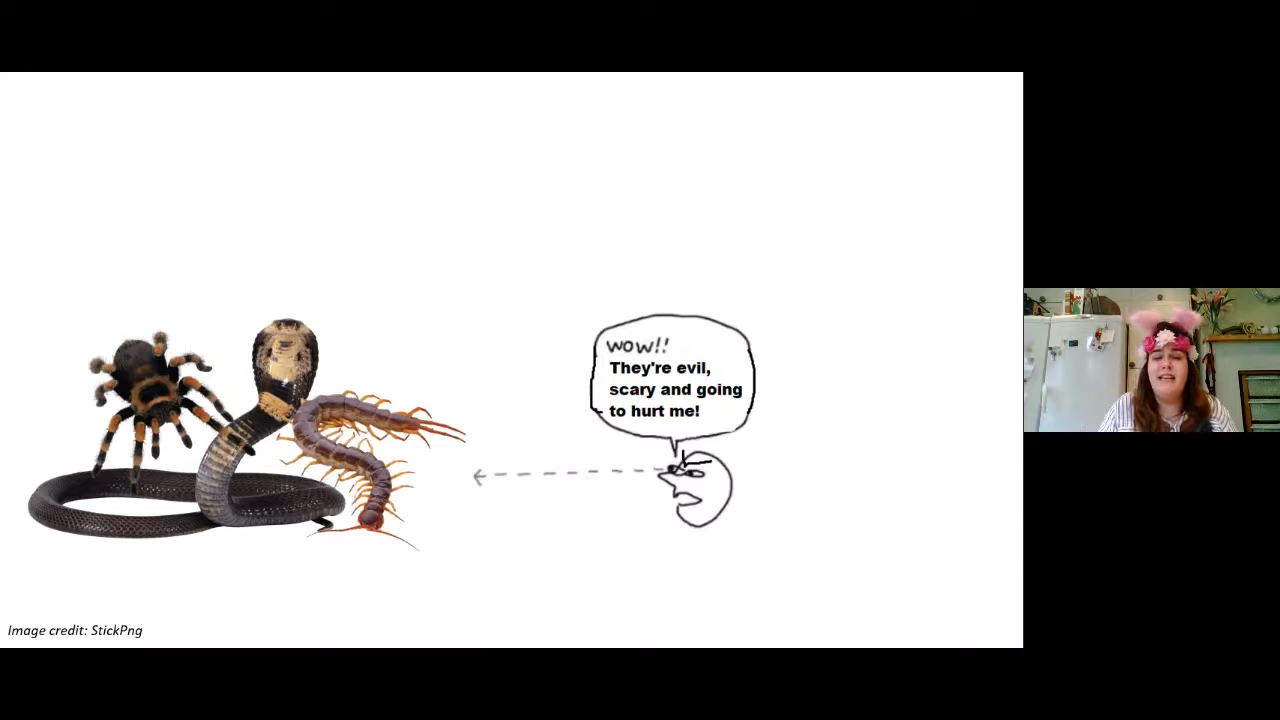 WOW!!
They're evil,
scary and going
to hurt me!
Image credit: StickPng